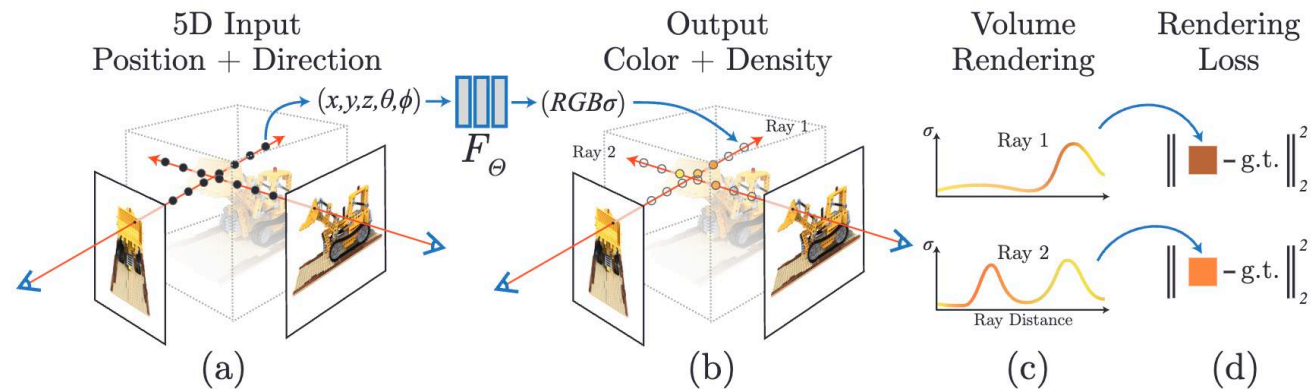 5D Input
Position + Direction
Output
Color + Density
Volume
Rendering
Rendering
Loss
(x,y,z,θ,ϕ)
F_Θ
(RGBσ)
Ray 1
Ray 2
σ
Ray 1
‖ – g.t. ‖²₂
σ
Ray 2
Ray Distance
‖ – g.t. ‖²₂
(a)
(b)
(c)
(d)